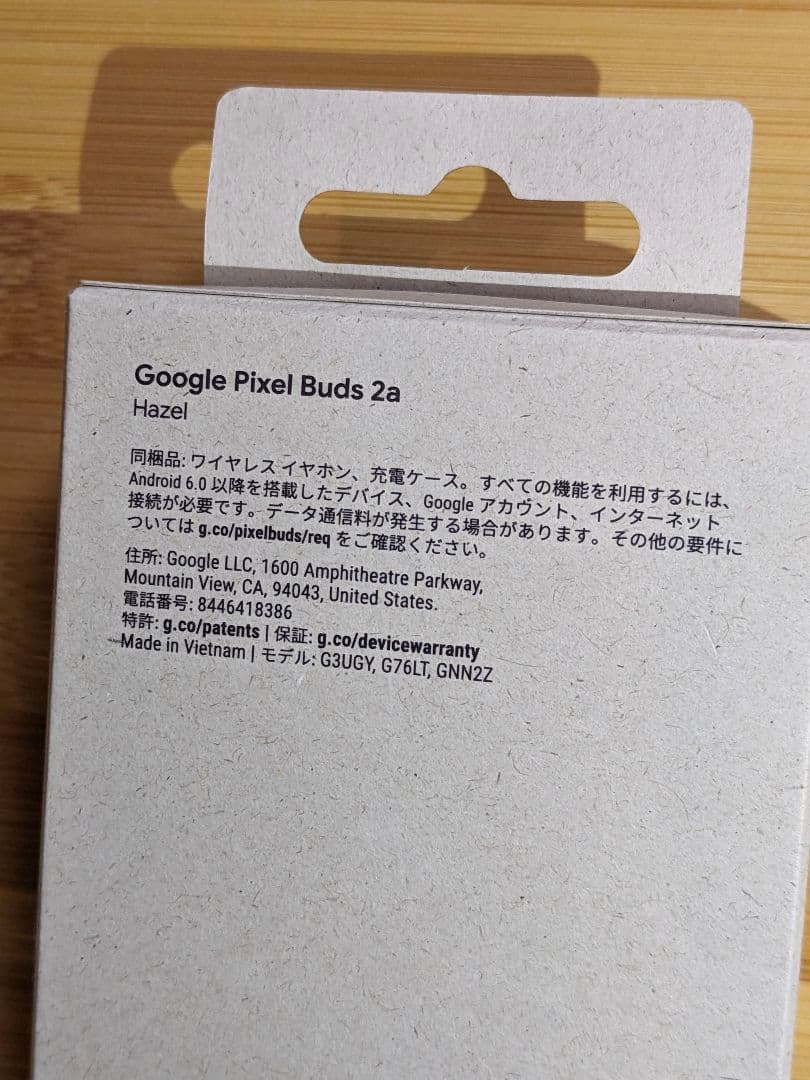 Google Pixel Buds 2a
Hazel
同梱品: ワイヤレス イヤホン、充電ケース。すべての機能を利用するには、
Android 6.0 以降を搭載したデバイス、Google アカウント、インターネット
接続が必要です。データ通信料が発生する場合があります。その他の要件に
ついては g.co/pixelbuds/req をご確認ください。
住所: Google LLC, 1600 Amphitheatre Parkway,
Mountain View, CA, 94043, United States.
電話番号: 8446418386
特許: g.co/patents | 保証: g.co/devicewarranty
Made in Vietnam | モデル: G3UGY, G76LT, GNN2Z